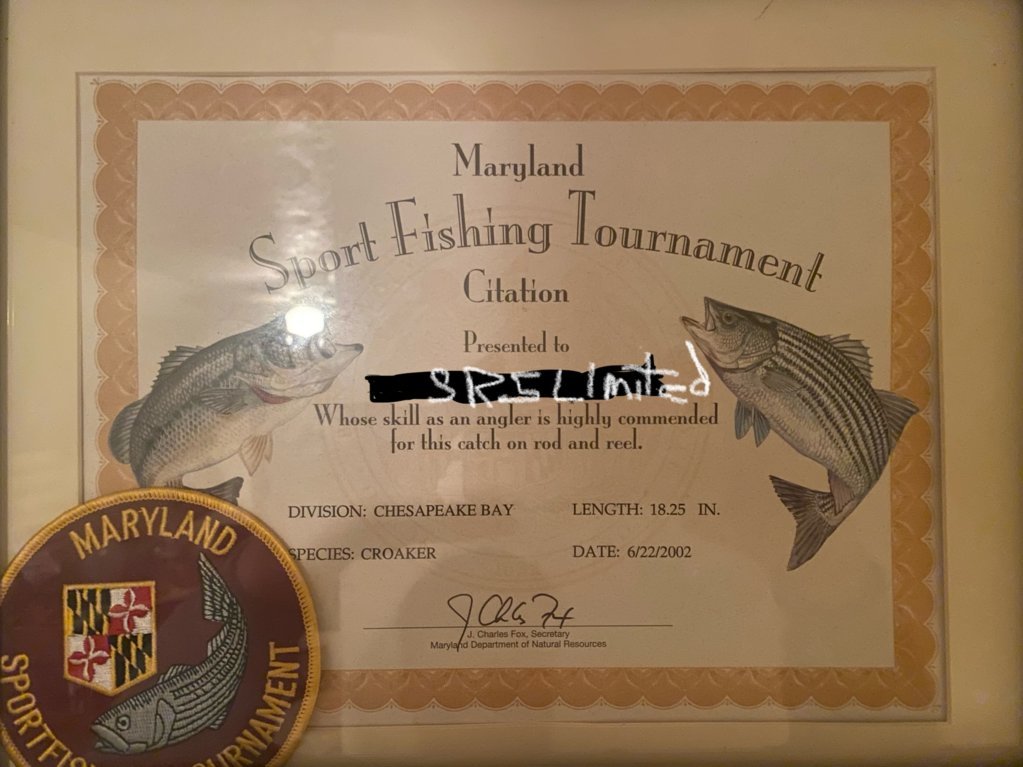 Maryland
Sport Fishing Tournament
Citation
Presented to
SRSLimited
Whose skill as an angler is highly commended
for this catch on rod and reel.
DIVISION: CHESAPEAKE BAY LENGTH: 18.25 IN.
SPECIES: CROAKER DATE: 6/22/2002
J. Charles Fox, Secretary
Maryland Department of Natural Resources
MARYLAND